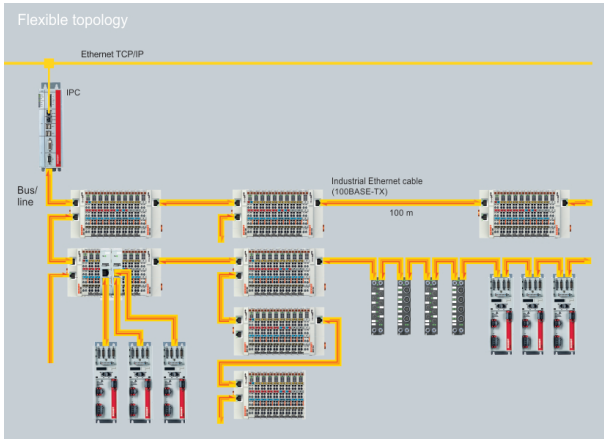 Flexible topology
Ethernet TCP/IP
IPC
Bus/
line
Industrial Ethernet cable
(100BASE-TX)
100 m